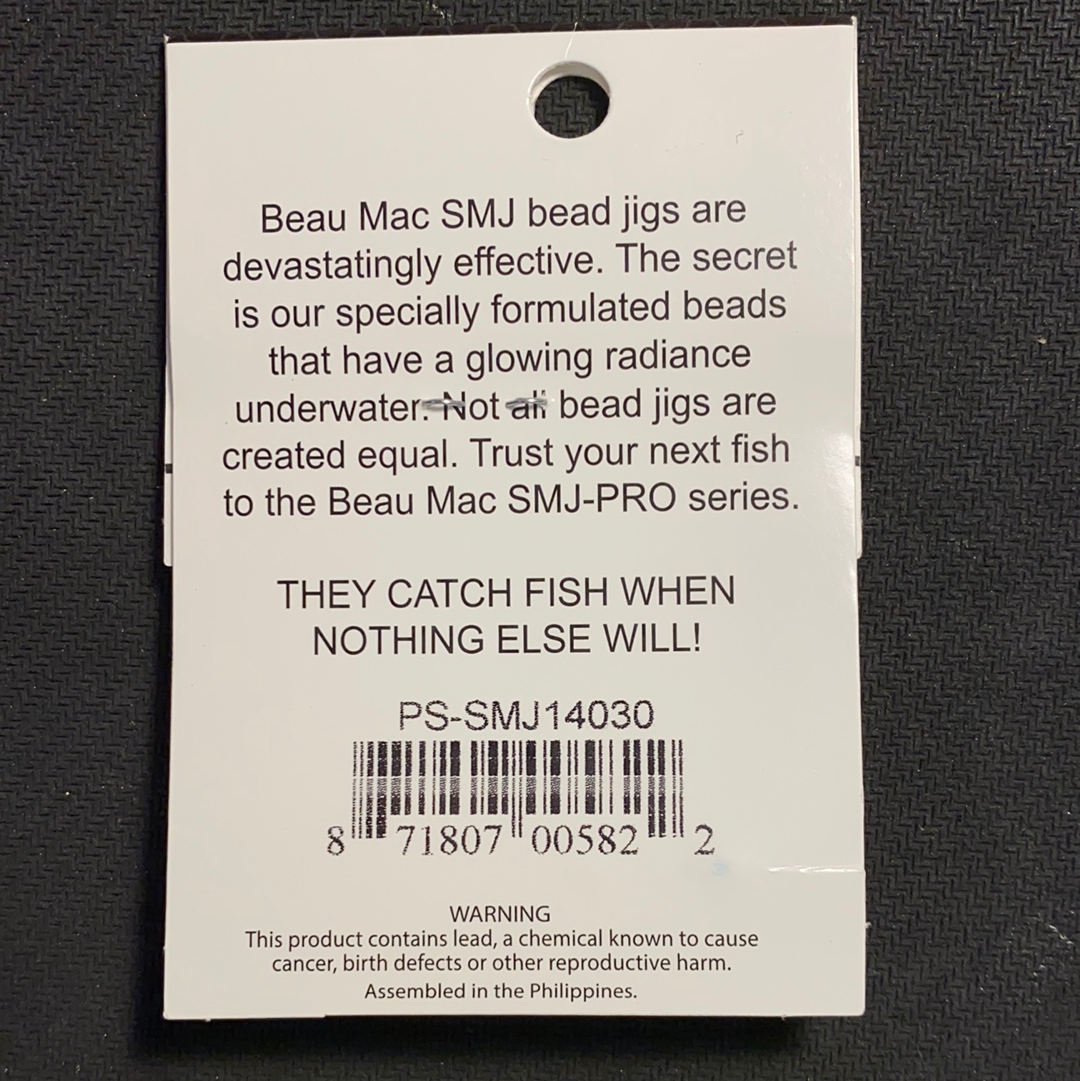 Beau Mac SMJ bead jigs are
devastatingly effective. The secret
is our specially formulated beads
that have a glowing radiance
underwater. Not all bead jigs are
created equal. Trust your next fish
to the Beau Mac SMJ-PRO series.
THEY CATCH FISH WHEN
NOTHING ELSE WILL!
PS-SMJ14030
8 71807 00582 2
WARNING
This product contains lead, a chemical known to cause
cancer, birth defects or other reproductive harm.
Assembled in the Philippines.